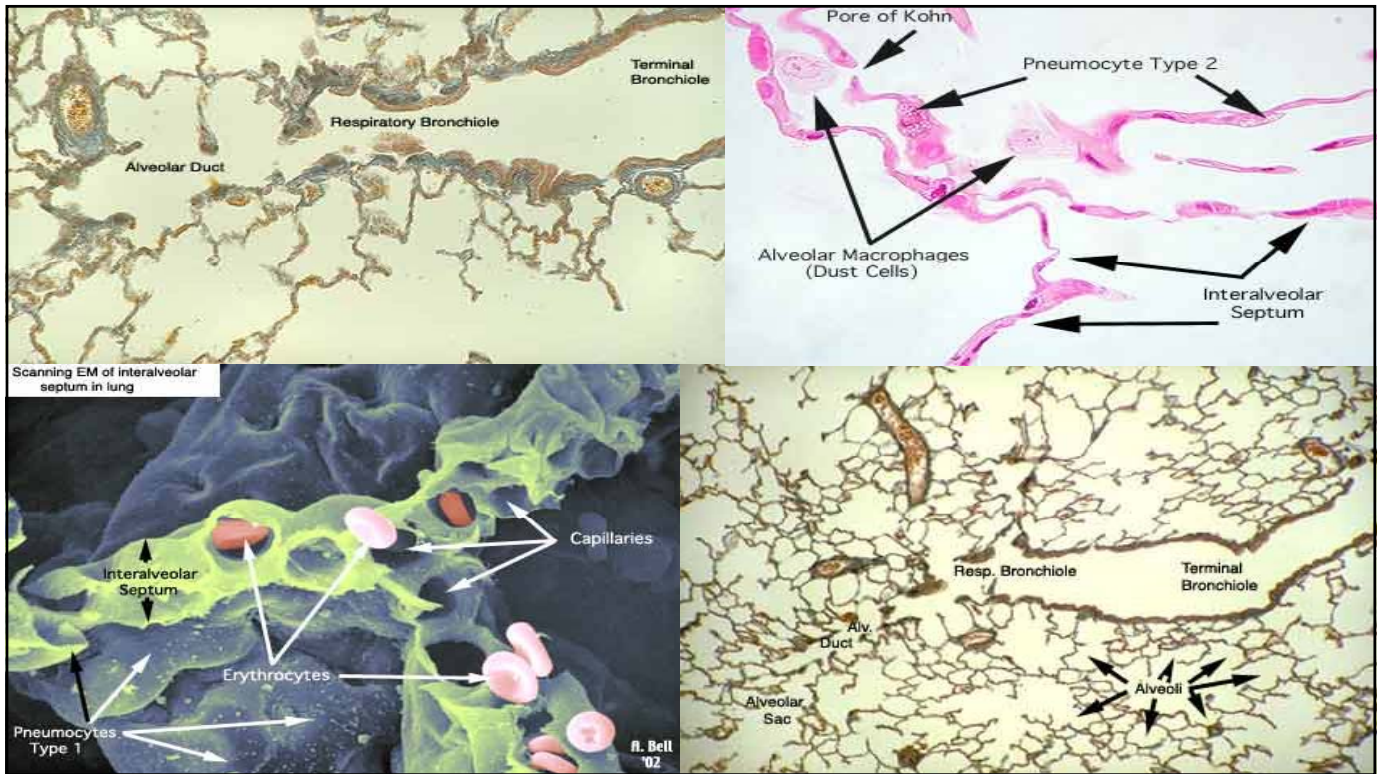 Terminal
Bronchiole
Respiratory Bronchiole
Alveolar Duct
Pore of Kohn
Pneumocyte Type 2
Alveolar Macrophages
(Dust Cells)
Interalveolar
Septum
Scanning EM of interalveolar
septum in lung
Capillaries
Interalveolar
Septum
Erythrocytes
Pneumocytes
Type 1
A. Bell
'02
Resp. Bronchiole
Terminal
Bronchiole
Alv.
Duct
Alveoli
Alveolar
Sac